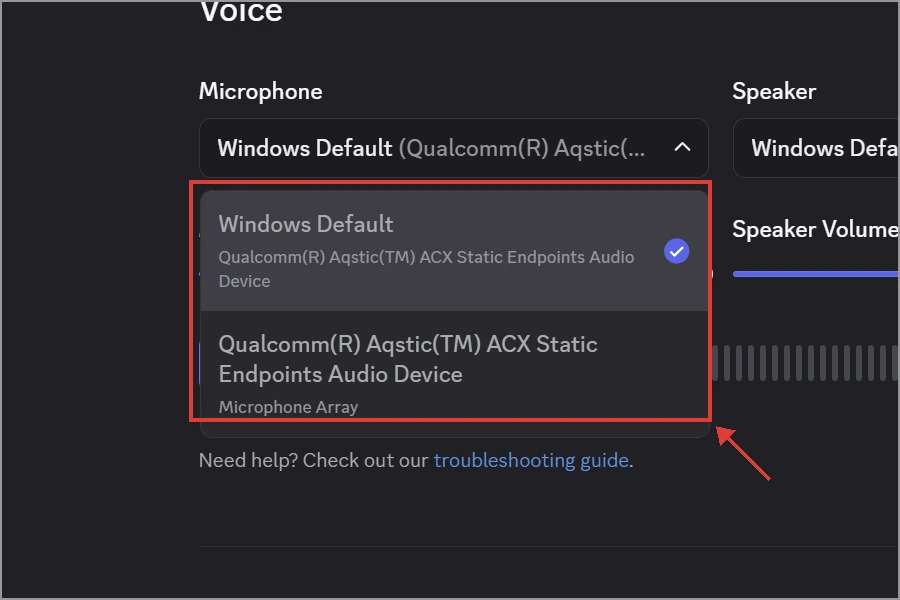 Voice
Microphone
Speaker
Windows Default (Qualcomm(R) Aqstic(...
Windows Defa
Windows Default
Qualcomm(R) Aqstic(TM) ACX Static Endpoints Audio
Device
Speaker Volume
Qualcomm(R) Aqstic(TM) ACX Static
Endpoints Audio Device
Microphone Array
Need help? Check out our troubleshooting guide.